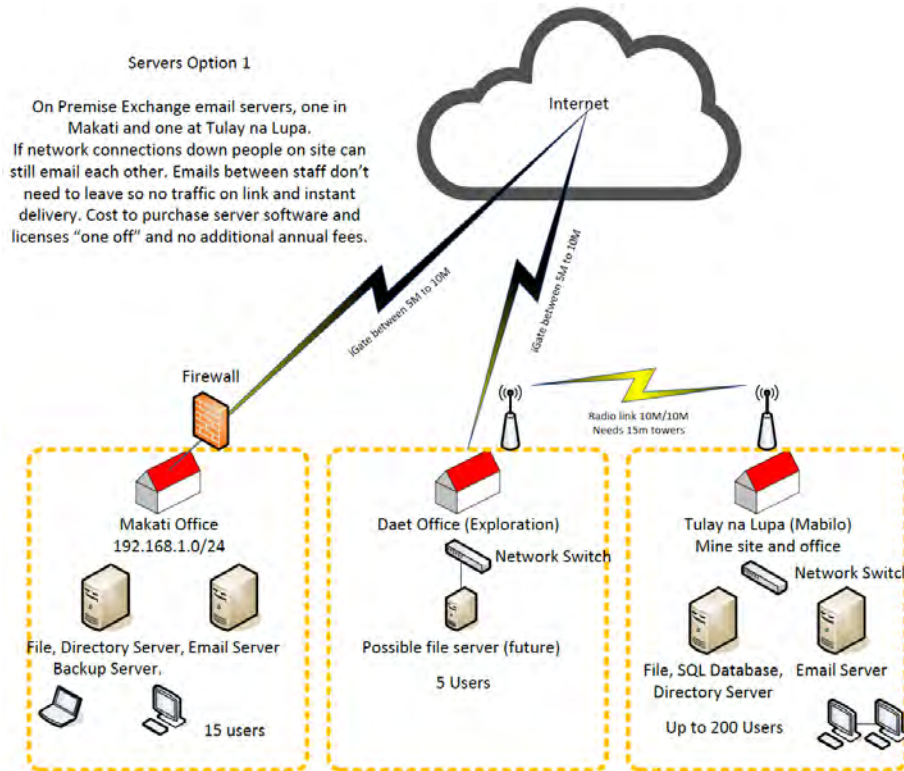 Servers Option 1
On Premise Exchange email servers, one in
Makati and one at Tulay na Lupa.
If network connections down people on site can
still email each other. Emails between staff don't
need to leave so no traffic on link and instant
delivery. Cost to purchase server software and
licenses “one off” and no additional annual fees.
Internet
iGate between 5M to 10M
iGate between 5M to 10M
Firewall
Radio link 10M/10M
Needs 15m towers
Makati Office
192.168.1.0/24
File, Directory Server,
Backup Server.
Email Server
15 users
Daet Office (Exploration)
Network Switch
Possible file server (future)
5 Users
Tulay na Lupa (Mabilo)
Mine site and office
Network Switch
File, SQL Database,
Directory Server
Email Server
Up to 200 Users